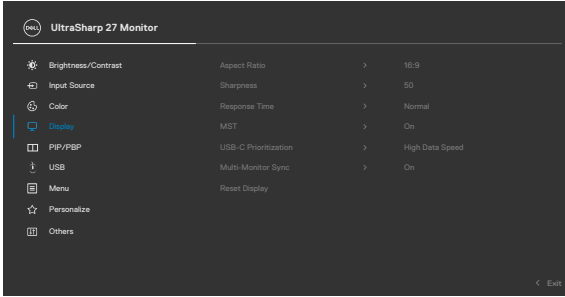 DELL UltraSharp 27 Monitor
Brightness/Contrast Aspect Ratio > 16:9
Input Source Sharpness > 50
Color Response Time > Normal
Display MST > On
PIP/PBP USB-C Prioritization > High Data Speed
USB Multi-Monitor Sync > On
Menu Reset Display
Personalize
Others
< Exit